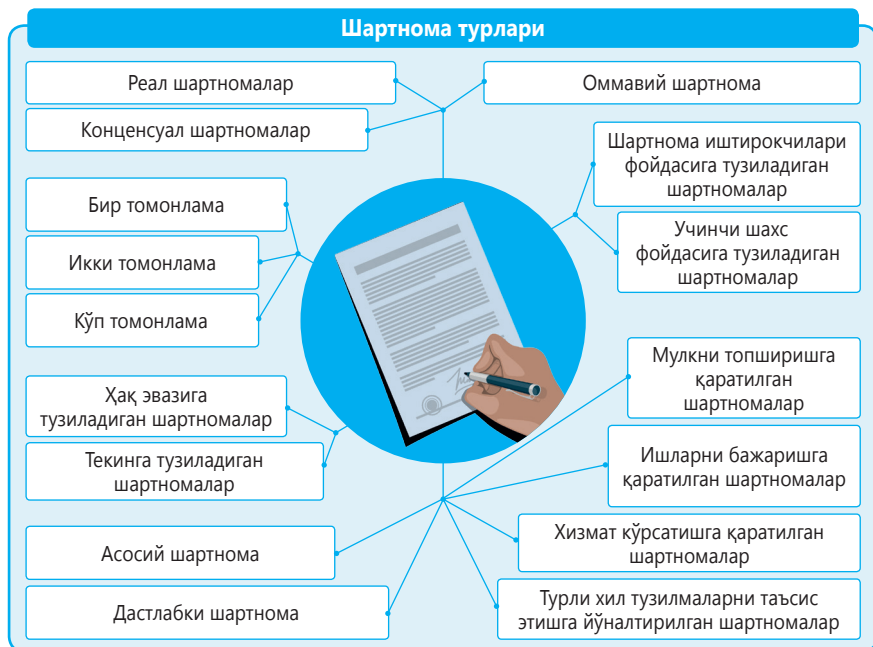 Шартнома турлари
Реал шартномалар
Концeнсуал шартномалар
Бир томонлама
Икки томонлама
Кўп томонлама
Ҳақ эвазига
тузиладиган шартномалар
Текинга тузиладиган
шартномалар
Асосий шартнома
Дастлабки шартнома
Оммавий шартнома
Шартнома иштирокчилари
фойдасига тузиладиган
шартномалар
Учинчи шахс
фойдасига тузиладиган
шартномалар
Мулкни топширишга
қаратилган
шартномалар
Ишларни бажаришга
қаратилган шартномалар
Хизмат кўрсатишга қаратилган
шартномалар
Турли хил тузилмаларни таъсис
этишга йўналтирилган шартномалар